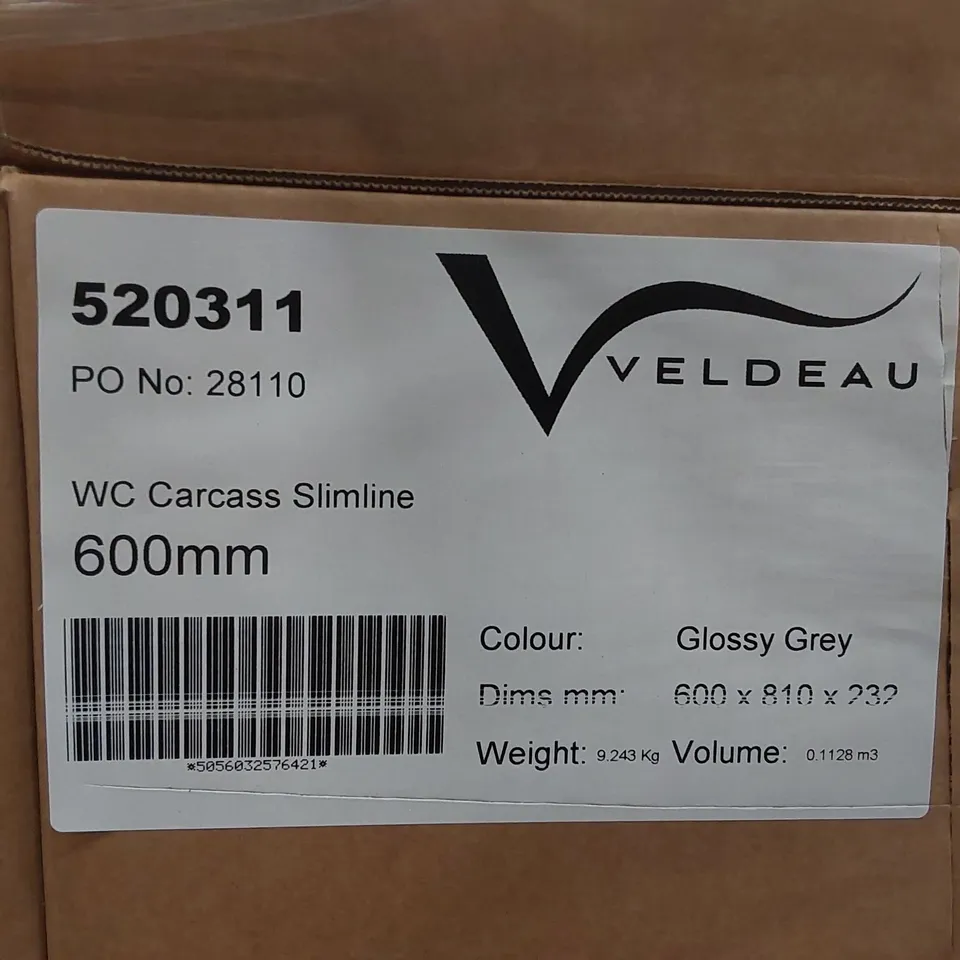 520311
PO No: 28110
VELDEAU
WC Carcass Slimline
600mm
*5056032576421*
Colour: Glossy Grey
Dims mm: 600 x 810 x 232
Weight: 9.243 Kg Volume: 0.1128 m3